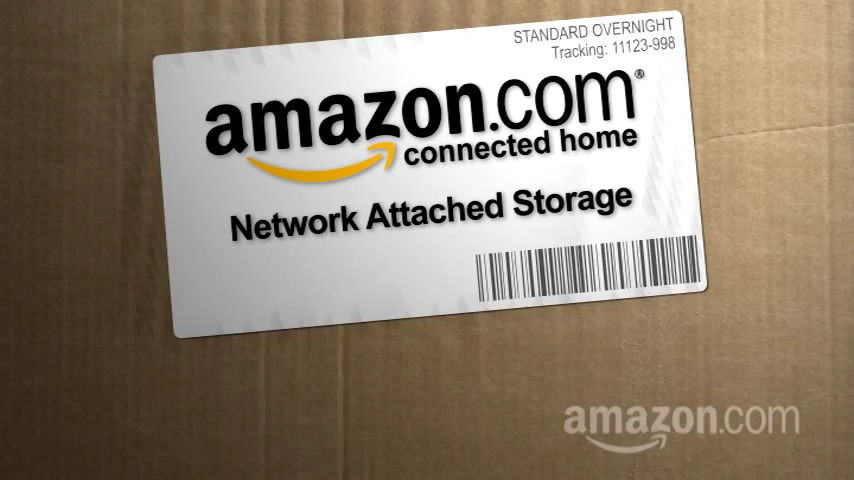 STANDARD OVERNIGHT
Tracking: 11123-998
amazon.com®
connected home
Network Attached Storage
amazon.com